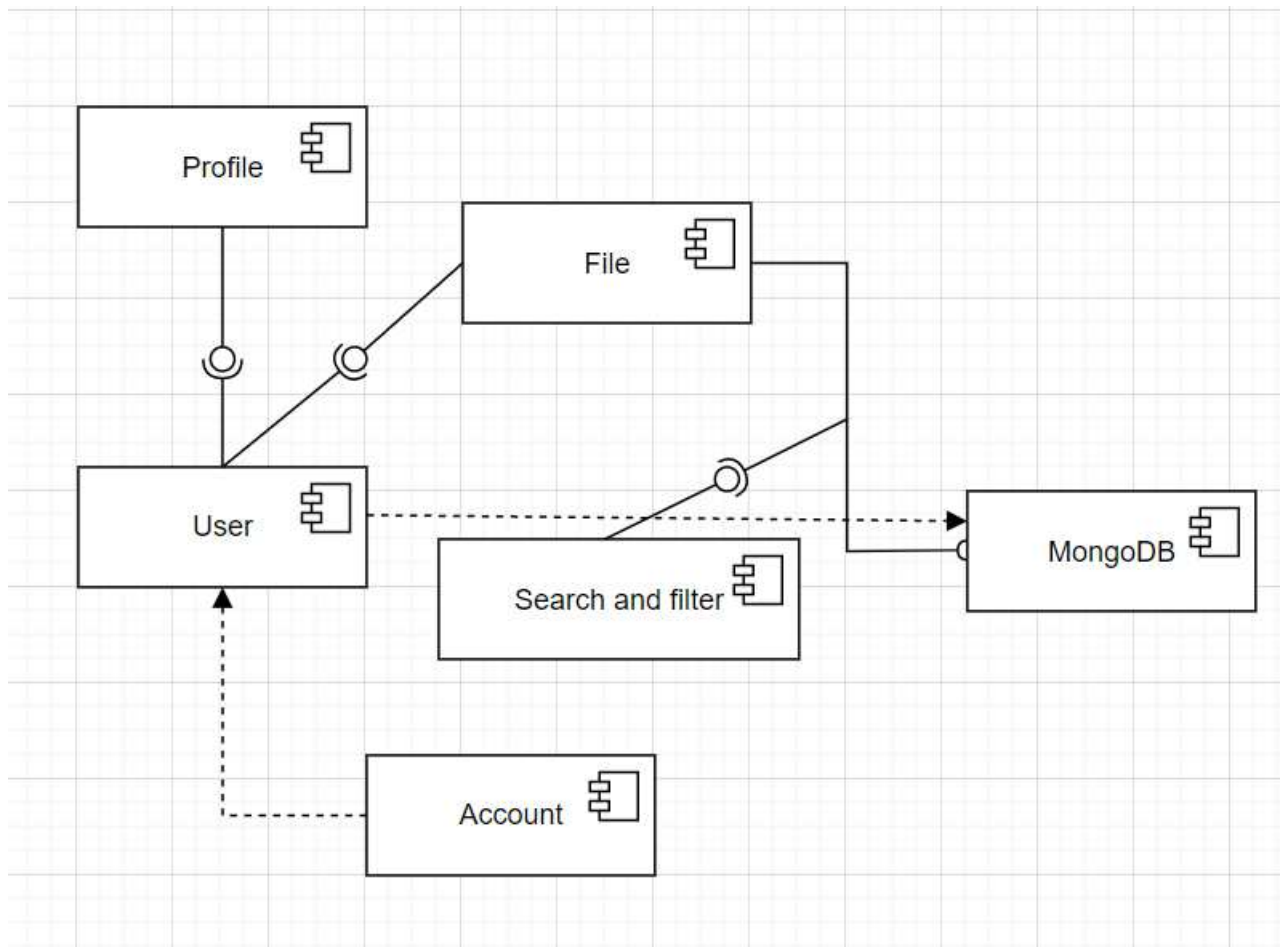 Profile
File
User
MongoDB
Search and filter
Account